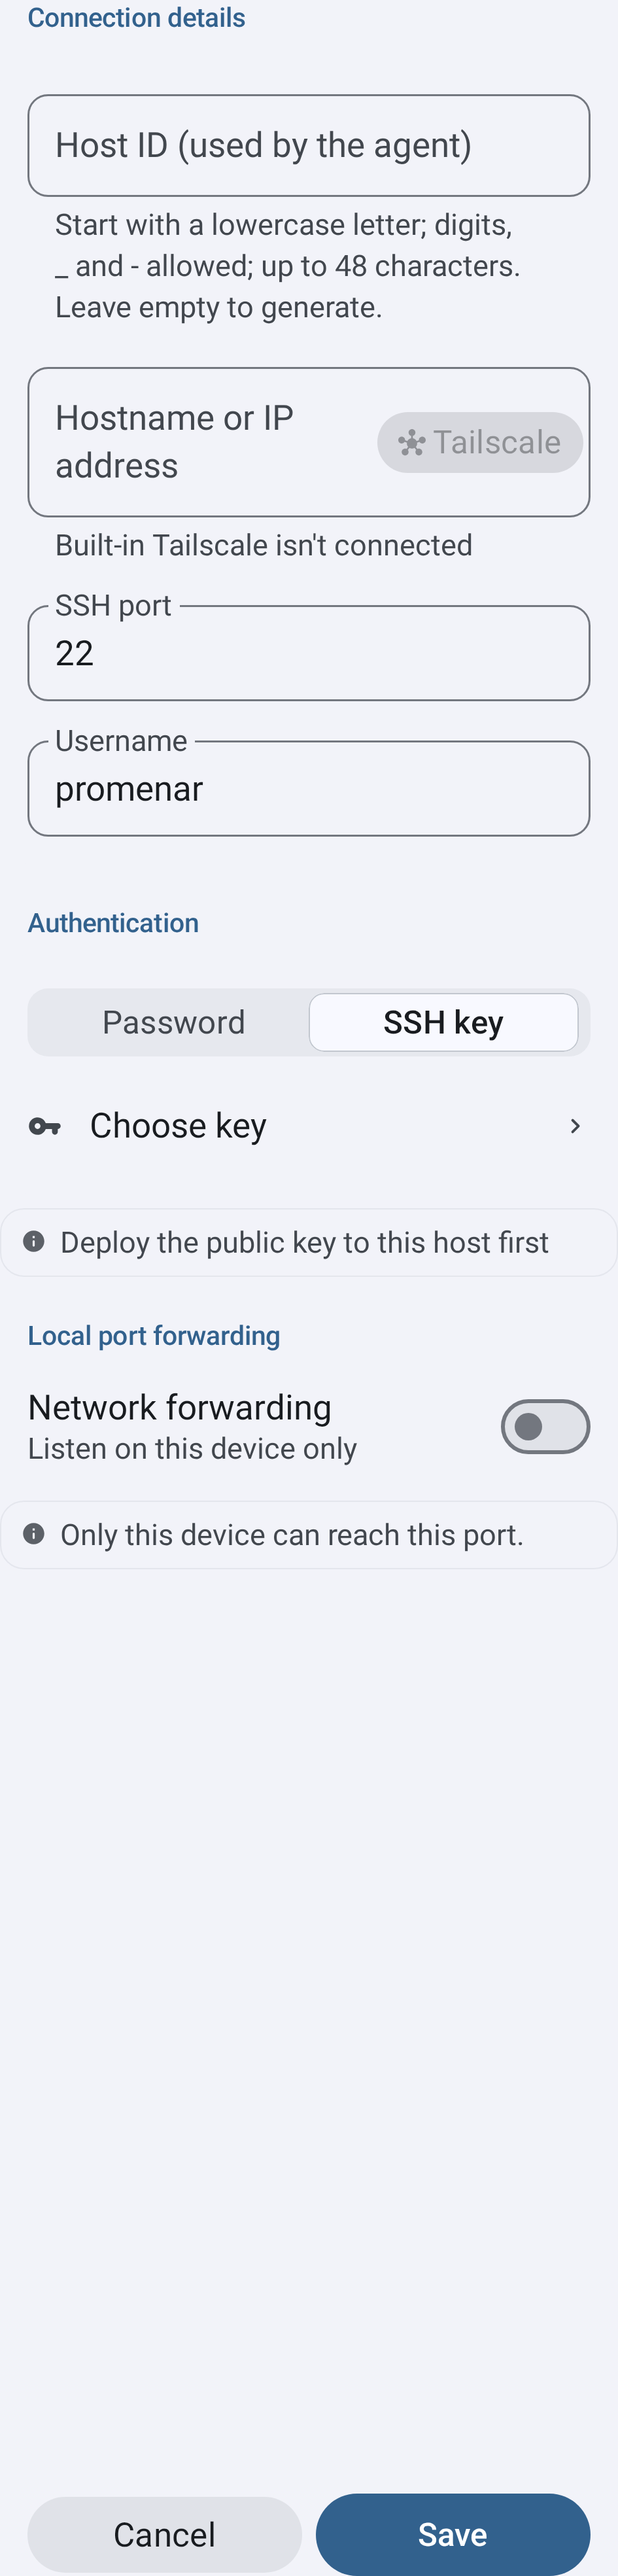 Connection details
Host ID (used by the agent)
Start with a lowercase letter; digits,
_ and - allowed; up to 48 characters.
Leave empty to generate.
Hostname or IP
address
Tailscale
Built-in Tailscale isn't connected
SSH port
22
Username
promenar
Authentication
Password
SSH key
Choose key
Deploy the public key to this host first
Local port forwarding
Network forwarding
Listen on this device only
Only this device can reach this port.
Cancel
Save